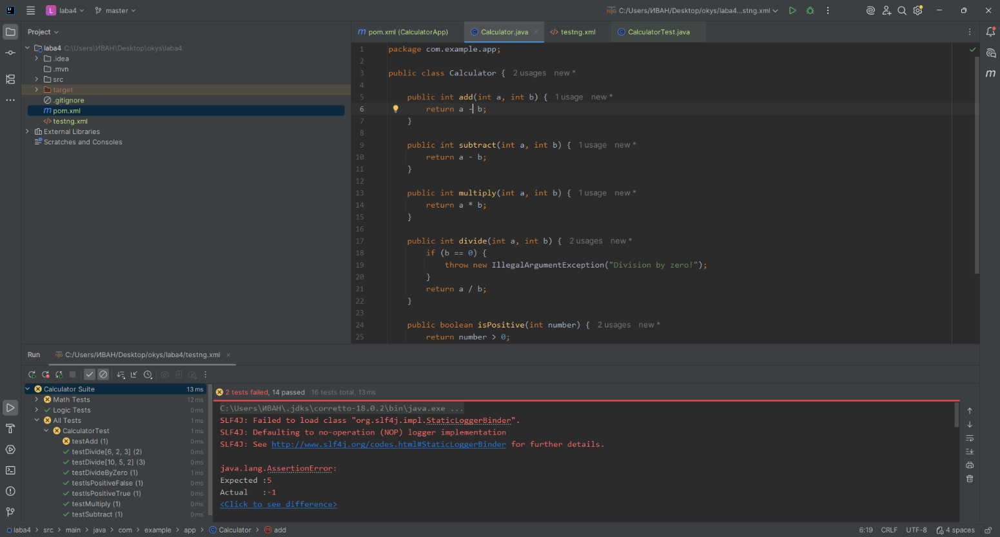 L laba4 master C:/Users/ИВАН/Desktop/okys/laba4...stng.xml
Project
pom.xml (CalculatorApp) Calculator.java testng.xml CalculatorTest.java
laba4 C:\Users\ИВАН\Desktop\okys\laba4
.idea
.mvn
src
target
.gitignore
pom.xml
testng.xml
External Libraries
Scratches and Consoles
1 package com.example.app;
2
3 public class Calculator { 2 usages new *
4
5 public int add(int a, int b) { 1 usage new *
6 return a - b;
7 }
8
9 public int subtract(int a, int b) { 1 usage new *
10 return a - b;
11 }
12
13 public int multiply(int a, int b) { 1 usage new *
14 return a * b;
15 }
16
17 public int divide(int a, int b) { 2 usages new *
18 if (b == 0) {
19 throw new IllegalArgumentException("Division by zero!");
20 }
21 return a / b;
22 }
23
24 public boolean isPositive(int number) { 2 usages new *
25 return number > 0;
Run C:/Users/ИВАН/Desktop/okys/laba4/testng.xml
Calculator Suite 13 ms
Math Tests 12 ms
Logic Tests 0 ms
All Tests 1 ms
CalculatorTest 1 ms
testAdd (1) 0 ms
testDivide[6, 2, 3] (2) 0 ms
testDivide[10, 5, 2] (3) 0 ms
testDivideByZero (1) 1 ms
testIsPositiveFalse (1) 0 ms
testIsPositiveTrue (1) 0 ms
testMultiply (1) 0 ms
testSubtract (1) 0 ms
2 tests failed, 14 passed 16 tests total, 13 ms
C:\Users\ИВАН\.jdks\corretto-18.0.2\bin\java.exe ...
SLF4J: Failed to load class "org.slf4j.impl.StaticLoggerBinder".
SLF4J: Defaulting to no-operation (NOP) logger implementation
SLF4J: See http://www.slf4j.org/codes.html#StaticLoggerBinder for further details.
java.lang.AssertionError:
Expected :5
Actual :-1
<Click to see difference>
laba4 > src > main > java > com > example > app > Calculator > add 6:19 CRLF UTF-8 4 spaces